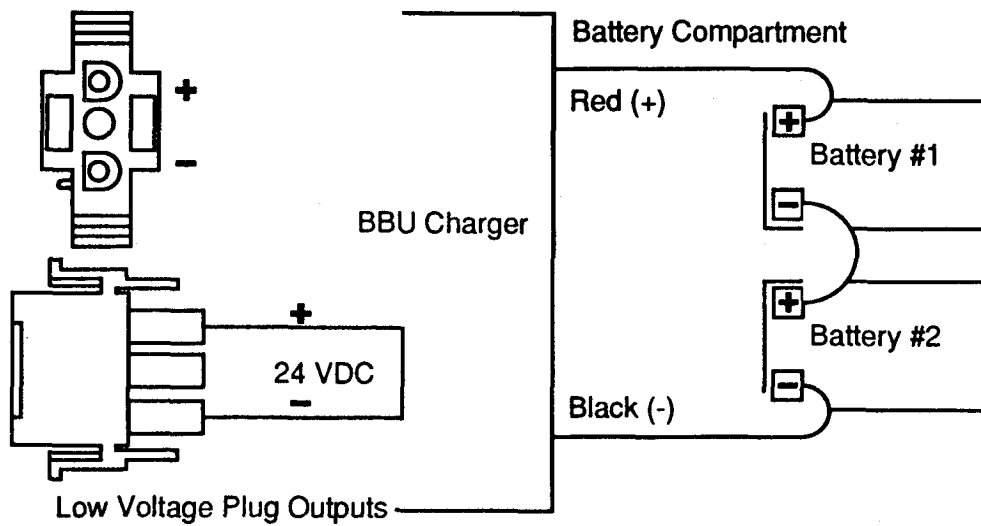 Battery Compartment
+
Red (+)
+
Battery #1
-
-
BBU Charger
+
+
Battery #2
24 VDC
-
-
Black (-)
Low Voltage Plug Outputs